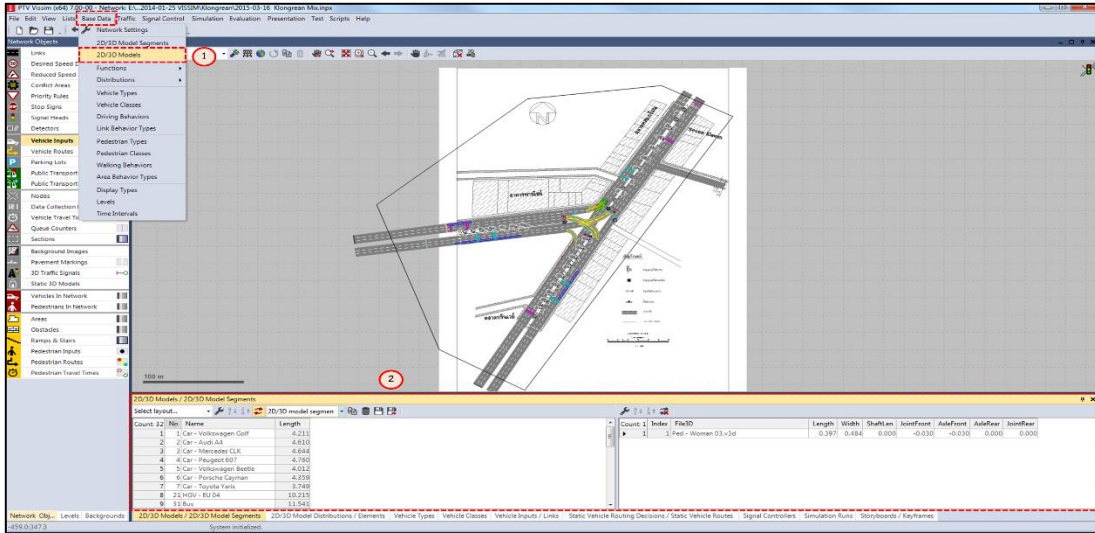 PTV Vissim (x64) 7.00-00 - Network: E:\...2014-01-25 VISSIM\Klongrean\2015-03-16 Klongrean Mix.inpx
File Edit View Lists Base Data Traffic Signal Control Simulation Evaluation Presentation Test Scripts Help
Network Settings
2D/3D Model Segments
2D/3D Models
Functions
Distributions
Vehicle Types
Vehicle Classes
Driving Behaviors
Link Behavior Types
Pedestrian Types
Pedestrian Classes
Walking Behaviors
Area Behavior Types
Display Types
Levels
Time Intervals
1
Network Objects
Links
Desired Speed D
Reduced Speed
Conflict Areas
Priority Rules
Stop Signs
Signal Heads
Detectors
Vehicle Inputs
Vehicle Routes
Parking Lots
Public Transport
Public Transport
Nodes
Data Collection
Vehicle Travel Ti
Queue Counters
Sections
Background Images
Pavement Markings
3D Traffic Signals
Static 3D Models
Vehicles In Network
Pedestrians In Network
Areas
Obstacles
Ramps & Stairs
Pedestrian Inputs
Pedestrian Routes
Pedestrian Travel Times
N
100 m
2
2D/3D Models / 2D/3D Model Segments
Select layout... 2D/3D model segmen
Count: 32 No Name Length
1 1 Car - Volkswagen Golf 4.211
2 2 Car - Audi A4 4.610
3 3 Car - Mercedes CLK 4.644
4 4 Car - Peugeot 607 4.760
5 5 Car - Volkswagen Beetle 4.012
6 6 Car - Porsche Cayman 4.359
7 7 Car - Toyota Yaris 3.749
8 21 HGV - EU 04 10.215
9 31 Bus 11.541
Count: 1 Index File3D Length Width ShaftLen JointFront AxleFront AxleRear JointRear
1 1 Ped - Woman 03.v3d 0.397 0.484 0.000 -0.030 -0.030 0.000 0.000
Network Obj... Levels Backgrounds
2D/3D Models / 2D/3D Model Segments 2D/3D Model Distributions / Elements Vehicle Types Vehicle Classes Vehicle Inputs / Links Static Vehicle Routing Decisions / Static Vehicle Routes Signal Controllers Simulation Runs Storyboards / Keyframes
-459.0:347.3 System initialized.